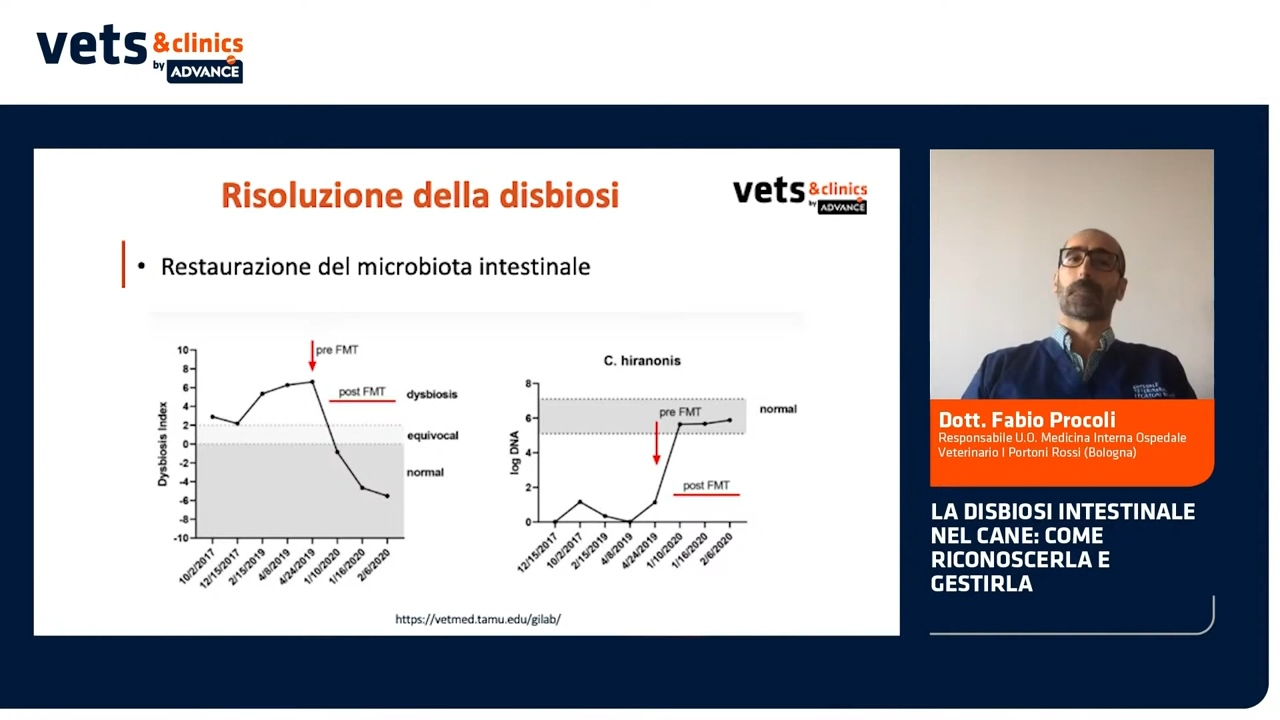 vets &clinics
by ADVANCE
Risoluzione della disbiosi
vets &clinics
by ADVANCE
• Restaurazione del microbiota intestinale
10
8
6
4
2
0
-2
-4
-6
-8
-10
Dysbiosis Index
pre FMT
post FMT
dysbiosis
equivocal
normal
10/2/2017
12/15/2017
2/15/2019
4/8/2019
4/24/2019
1/10/2020
1/16/2020
2/6/2020
C. hiranonis
8
6
4
2
0
log DNA
pre FMT
normal
post FMT
12/15/2017
10/2/2017
2/15/2019
4/8/2019
4/24/2019
1/10/2020
1/16/2020
2/6/2020
https://vetmed.tamu.edu/gilab/
Dott. Fabio Procoli
Responsabile U.O. Medicina Interna Ospedale
Veterinario I Portoni Rossi (Bologna)
LA DISBIOSI INTESTINALE
NEL CANE: COME
RICONOSCERLA E
GESTIRLA